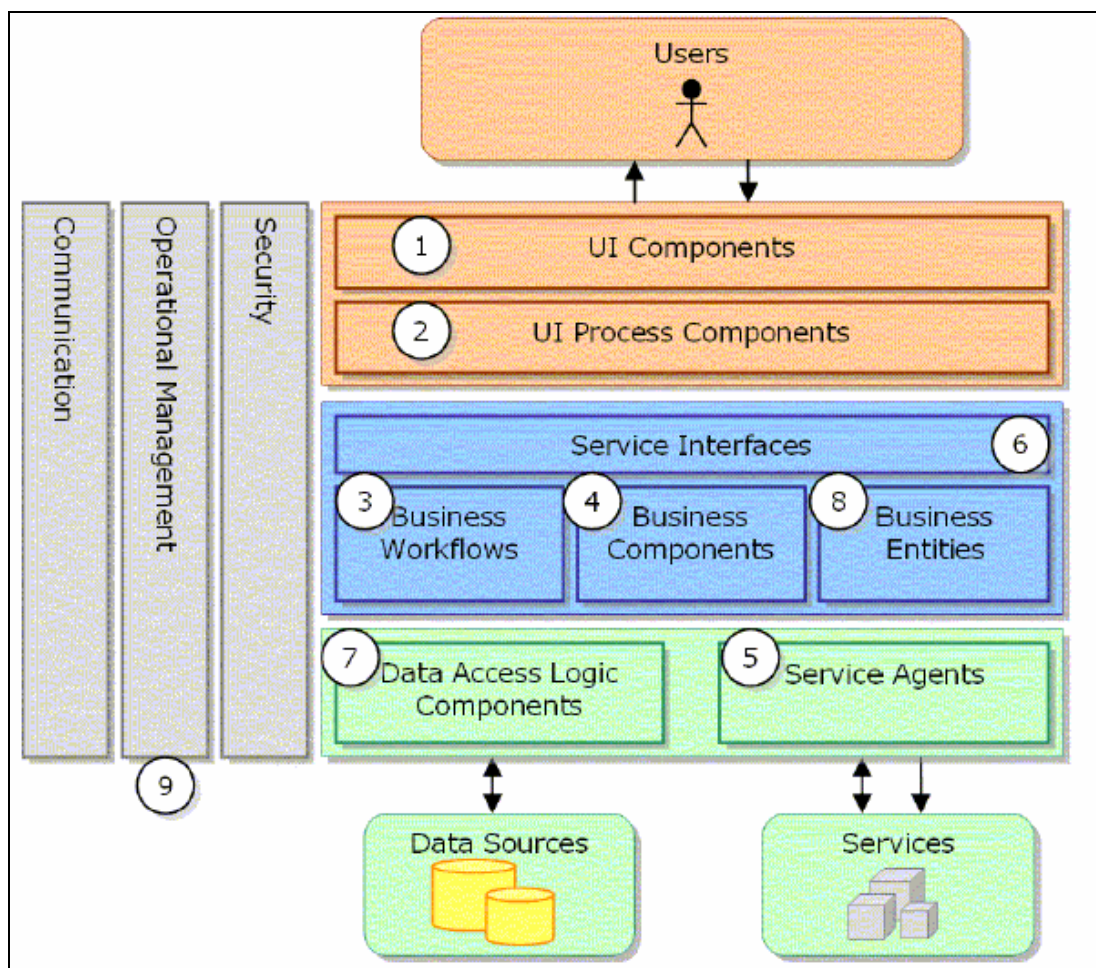 Users
Communication
Operational Management
Security
1
UI Components
2
UI Process Components
Service Interfaces
6
3
Business
Workflows
4
Business
Components
8
Business
Entities
7
Data Access Logic
Components
5
Service Agents
9
Data Sources
Services